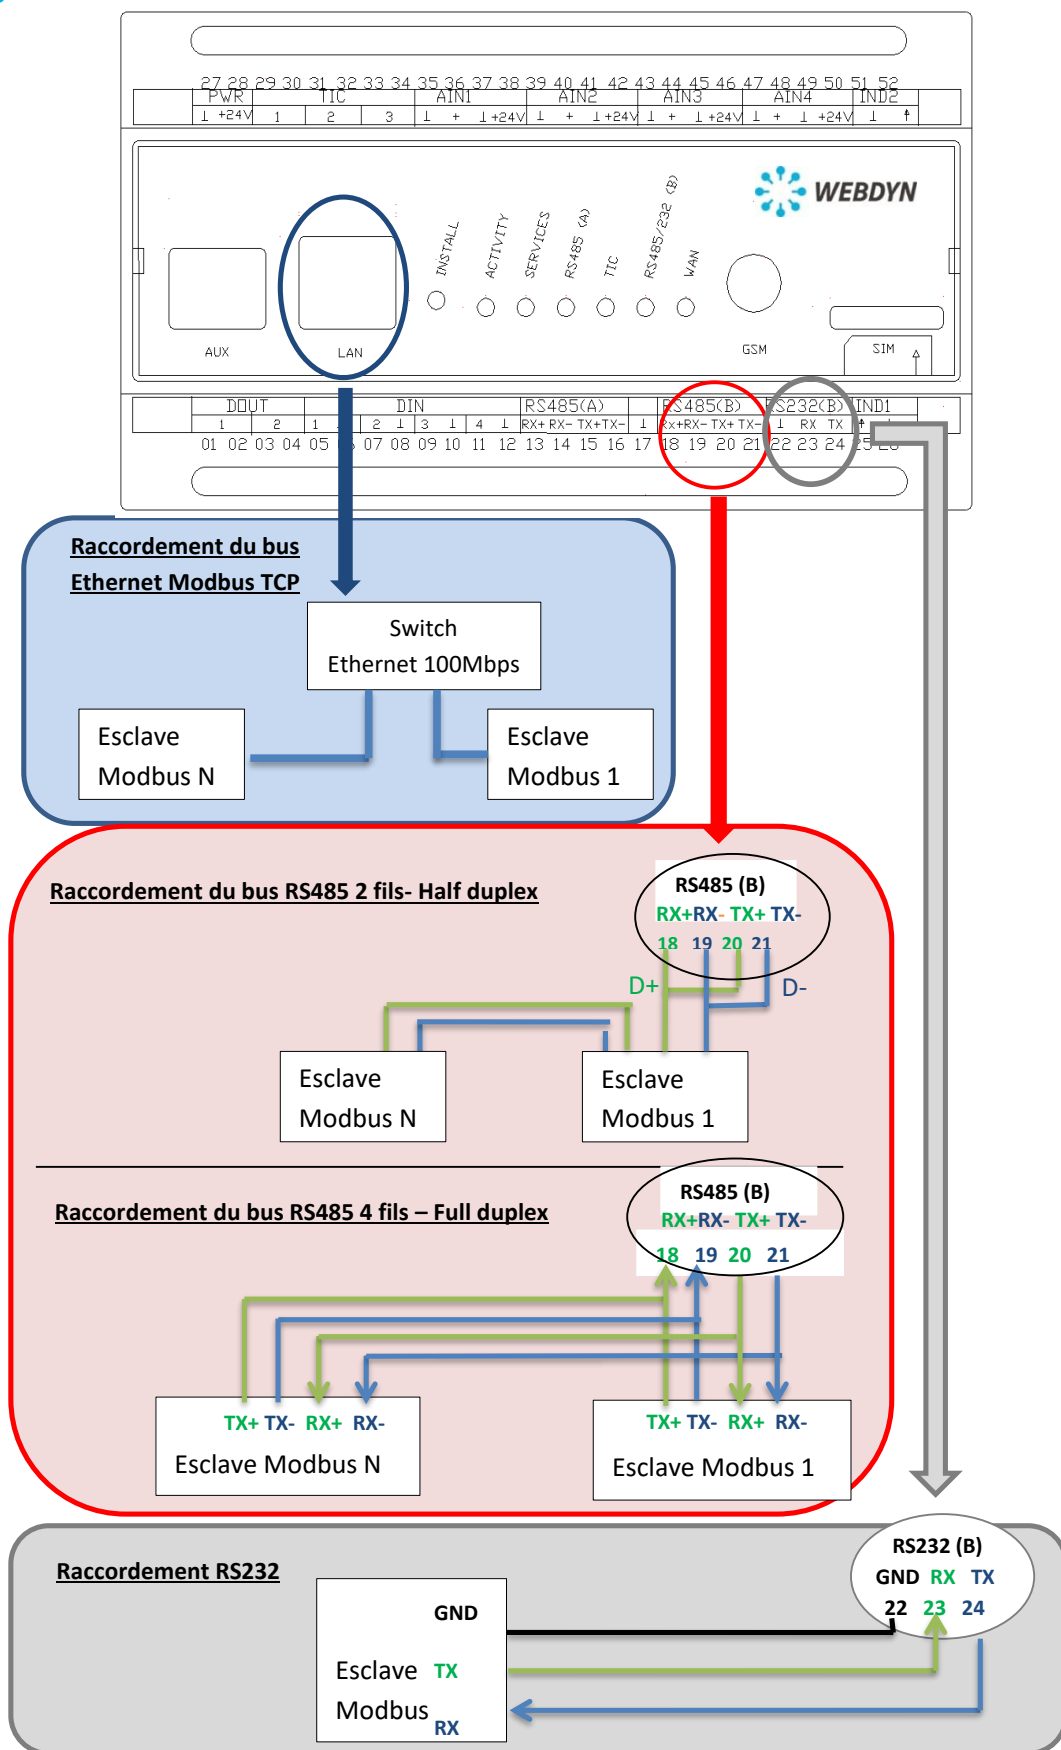 27 28 29 30 31 32 33 34 35 36 37 38 39 40 41 42 43 44 45 46 47 48 49 50 51 52
PWR TIC AIN1 AIN2 AIN3 AIN4 IND2
⊥ +24V 1 2 3 ⊥ + ⊥ +24V ⊥ + ⊥ +24V ⊥ + ⊥ +24V ⊥ + ⊥ +24V ⊥
WEBDYN
INSTALL
ACTIVITY
SERVICES
RS485 (A)
TIC
RS485/232 (B)
WAN
AUX
LAN
GSM
SIM
DOUT DIN RS485(A) RS485(B) RS232(B) IND1
1 2 1 2 ⊥ 3 ⊥ 4 ⊥ RX+ RX- TX+ TX- ⊥ RX+ RX- TX+ TX- ⊥ RX TX
01 02 03 04 05 07 08 09 10 11 12 13 14 15 16 17 18 19 20 21 22 23 24 25 26
Raccordement du bus
Ethernet Modbus TCP
Switch
Ethernet 100Mbps
Esclave
Modbus N
Esclave
Modbus 1
Raccordement du bus RS485 2 fils- Half duplex
RS485 (B)
RX+RX- TX+ TX-
18 19 20 21
D+ D-
Esclave
Modbus N
Esclave
Modbus 1
Raccordement du bus RS485 4 fils – Full duplex
RS485 (B)
RX+RX- TX+ TX-
18 19 20 21
TX+ TX- RX+ RX-
Esclave Modbus N
TX+ TX- RX+ RX-
Esclave Modbus 1
Raccordement RS232
RS232 (B)
GND RX TX
22 23 24
GND
Esclave TX
Modbus
RX